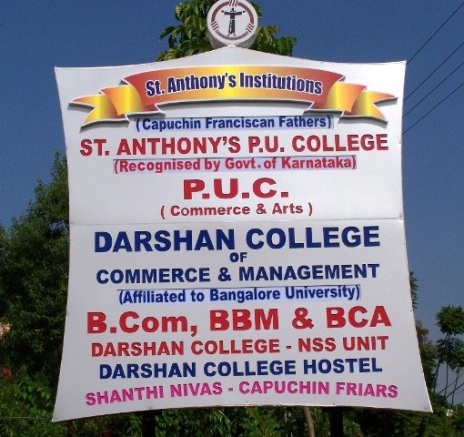 St. Anthony's Institutions
(Capuchin Franciscan Fathers)
ST. ANTHONY'S P.U. COLLEGE
(Recognised by Govt. of Karnataka)
P.U.C.
( Commerce & Arts )
DARSHAN COLLEGE
OF
COMMERCE & MANAGEMENT
(Affiliated to Bangalore University)
B.Com, BBM & BCA
DARSHAN COLLEGE - NSS UNIT
DARSHAN COLLEGE HOSTEL
SHANTHI NIVAS - CAPUCHIN FRIARS